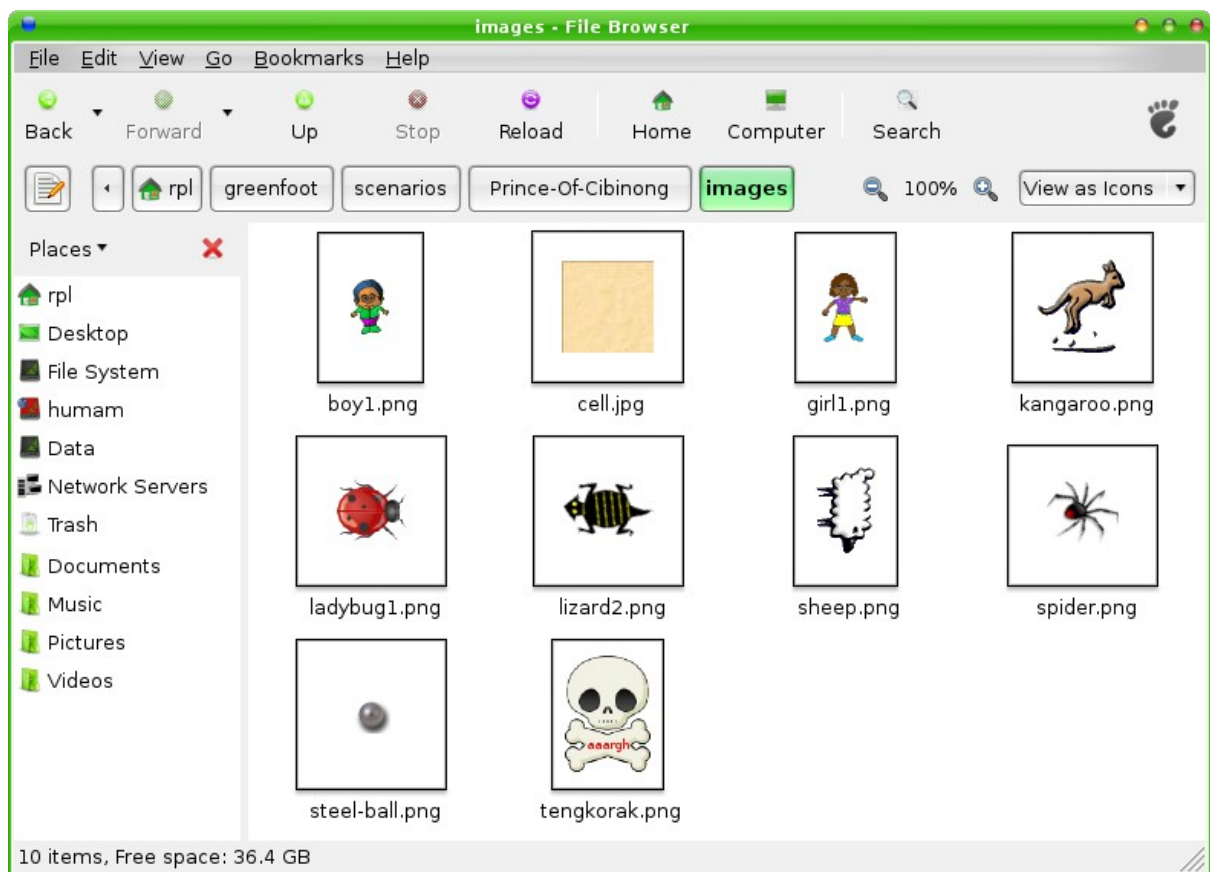 images - File Browser
File Edit View Go Bookmarks Help
Back Forward Up Stop Reload Home Computer Search
rpl greenfoot scenarios Prince-Of-Cibinong images 100% View as Icons
Places
rpl
Desktop
File System
humam
Data
Network Servers
Trash
Documents
Music
Pictures
Videos
boy1.png cell.jpg girl1.png kangaroo.png
ladybug1.png lizard2.png sheep.png spider.png
aaargh
steel-ball.png tengkorak.png
10 items, Free space: 36.4 GB